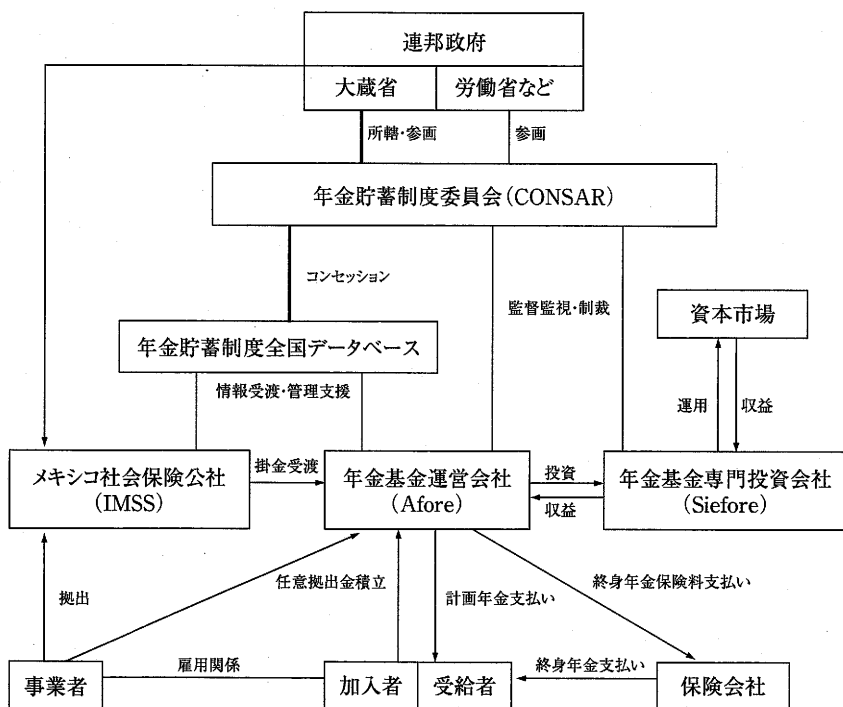 連邦政府
大蔵省
労働省など
所轄・参画
参画
年金貯蓄制度委員会(CONSAR)
コンセッション
監督監視・制裁
資本市場
年金貯蓄制度全国データベース
情報受渡・管理支援
運用
収益
メキシコ社会保険公社
(IMSS)
掛金受渡
年金基金運営会社
(Afore)
投資
収益
年金基金専門投資会社
(Siefore)
拠出
任意拠出金積立
計画年金支払い
終身年金保険料支払い
事業者
雇用関係
加入者
受給者
終身年金支払い
保険会社